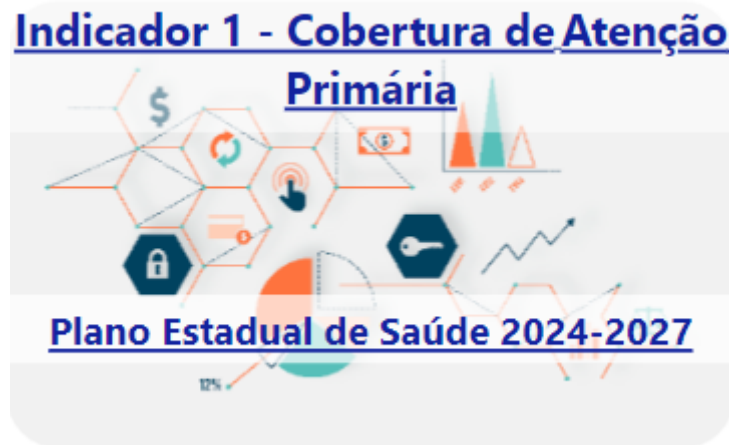 Indicador 1 - Cobertura de Atenção
Primária
$
Plano Estadual de Saúde 2024-2027
12%